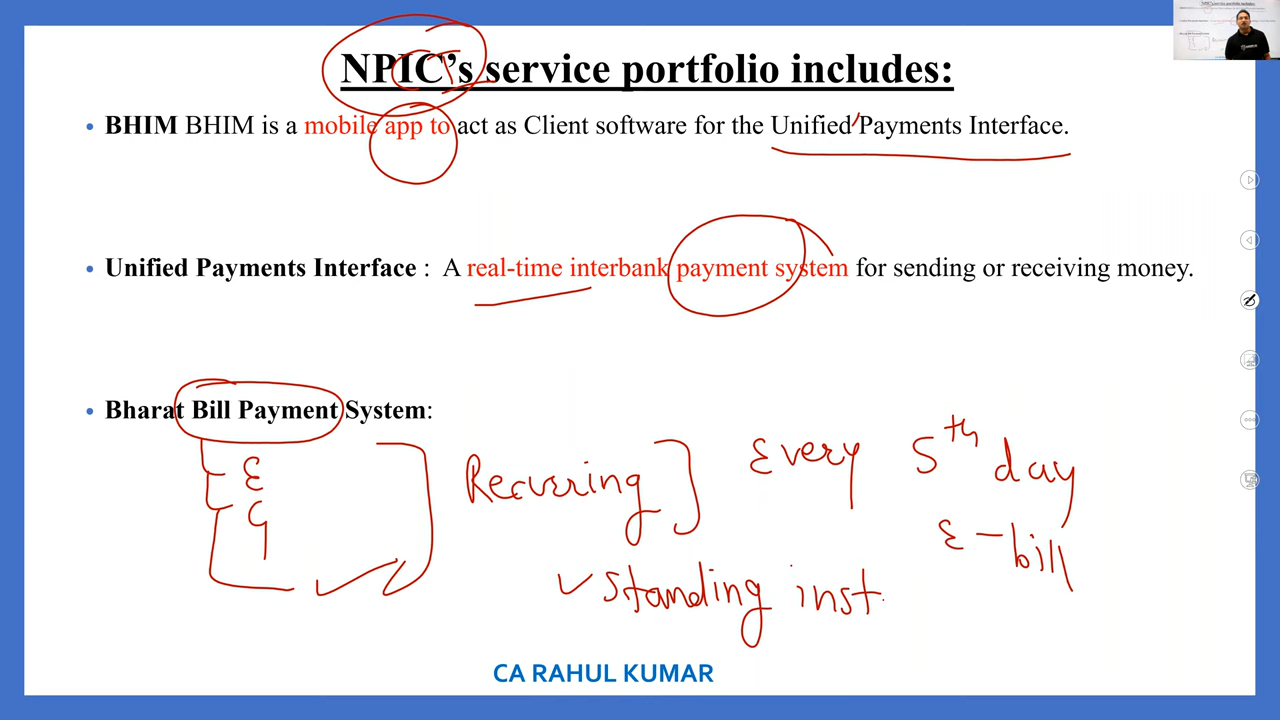 NPIC's service portfolio includes:
• BHIM BHIM is a mobile app to act as Client software for the Unified Payments Interface.
• Unified Payments Interface : A real-time interbank payment system for sending or receiving money.
• Bharat Bill Payment System:
E
G
Recurring
Every 5th day
E-bill
Standing inst.
CA RAHUL KUMAR